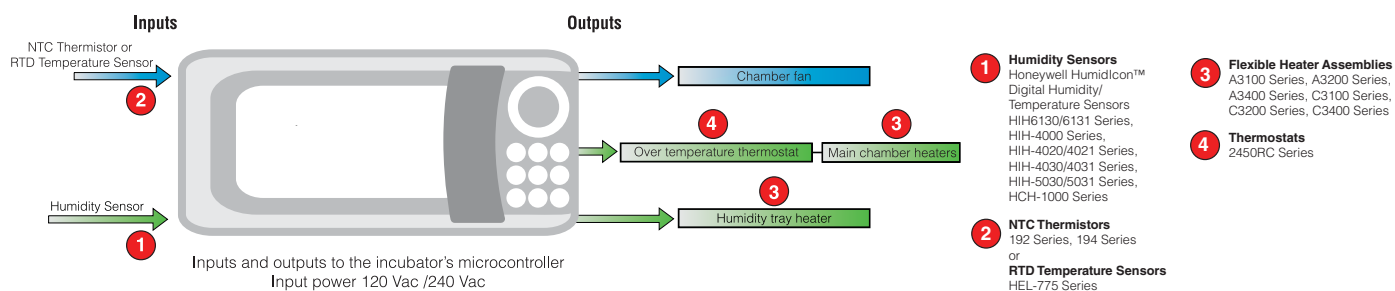 Inputs
Outputs
NTC Thermistor or
RTD Temperature Sensor
2
Humidity Sensor
1
Chamber fan
4
3
Over temperature thermostat
Main chamber heaters
3
Humidity tray heater
Inputs and outputs to the incubator's microcontroller
Input power 120 Vac /240 Vac
1
Humidity Sensors
Honeywell HumidIcon™
Digital Humidity/
Temperature Sensors
HIH6130/6131 Series,
HIH-4000 Series,
HIH-4020/4021 Series,
HIH-4030/4031 Series,
HIH-5030/5031 Series,
HCH-1000 Series
2
NTC Thermistors
192 Series, 194 Series
or
RTD Temperature Sensors
HEL-775 Series
3
Flexible Heater Assemblies
A3100 Series, A3200 Series,
A3400 Series, C3100 Series,
C3200 Series, C3400 Series
4
Thermostats
2450RC Series